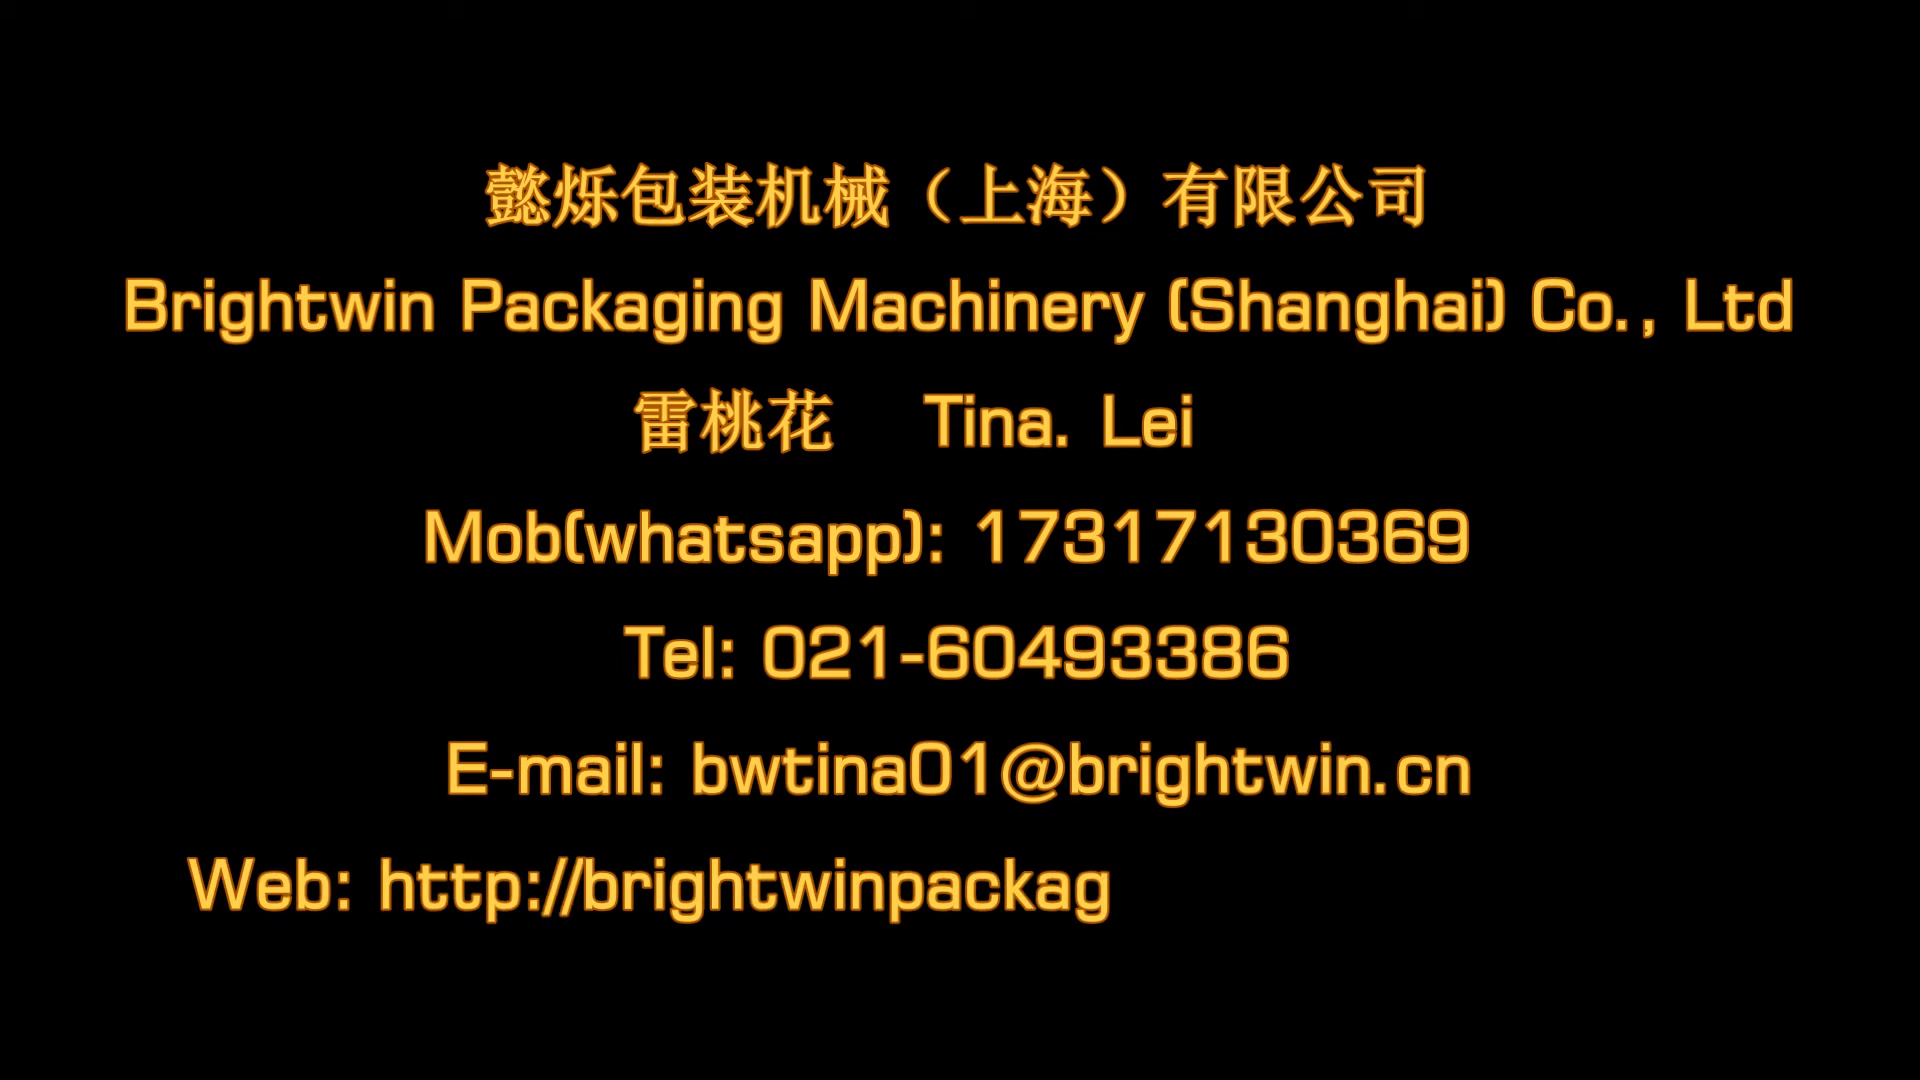 懿烁包装机械（上海）有限公司
Brightwin Packaging Machinery (Shanghai) Co., Ltd
雷桃花 Tina. Lei
Mob(whatsapp): 17317130369
Tel: 021-60493386
E-mail: bwtina01@brightwin.cn
Web: http://brightwinpackag